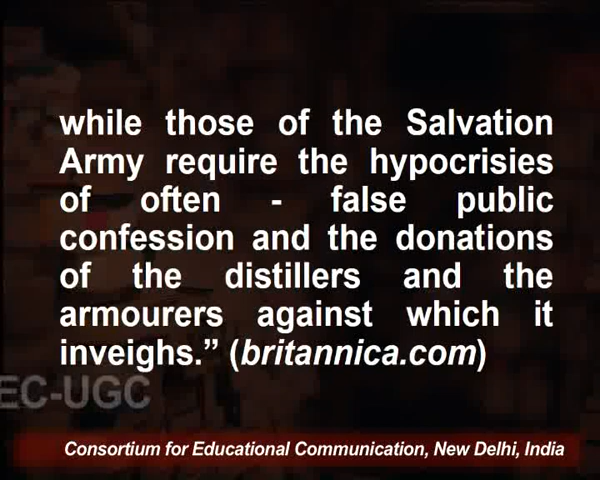 while those of the Salvation
Army require the hypocrisies
of often - false public
confession and the donations
of the distillers and the
armourers against which it
inveighs.” (britannica.com)
EC-UGC
Consortium for Educational Communication, New Delhi, India